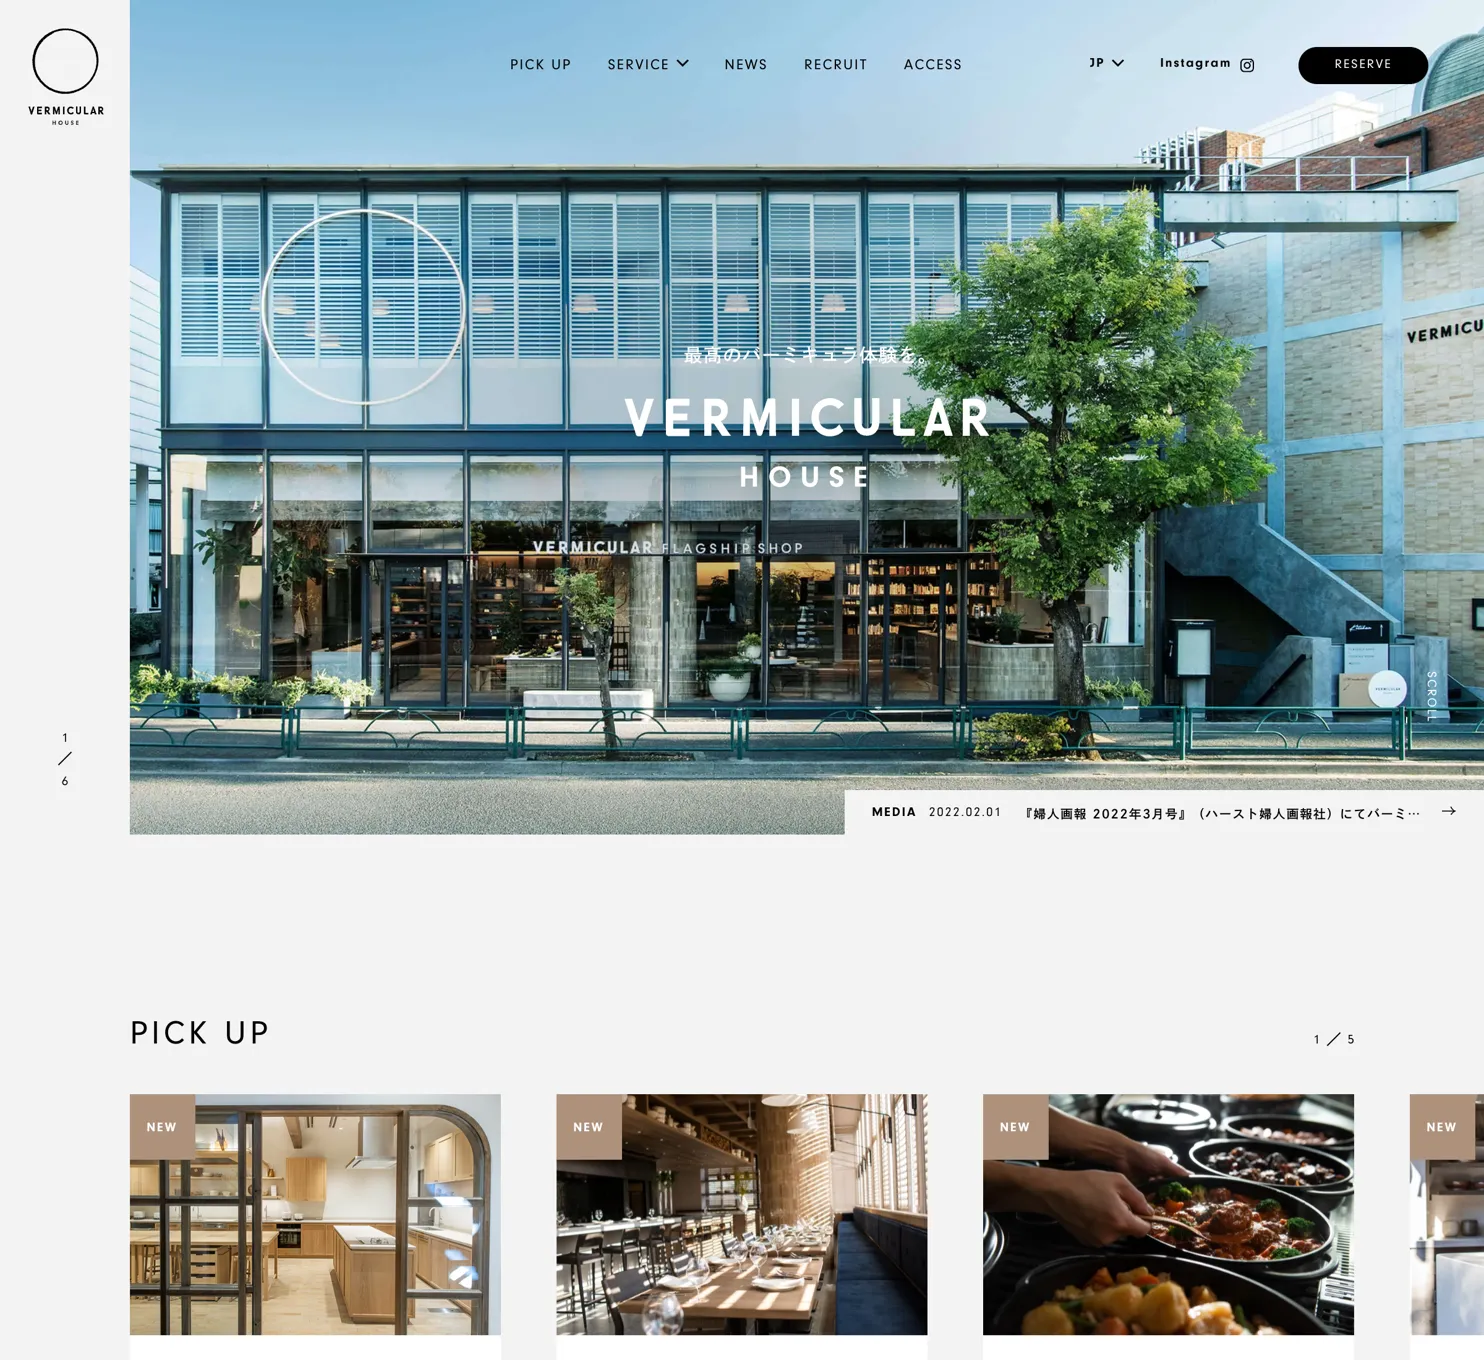 VERMICULAR
HOUSE
PICK UP
SERVICE
NEWS
RECRUIT
ACCESS
JP
Instagram
RESERVE
最高のバーミキュラ体験を。
VERMICULAR
HOUSE
VERMICULAR FLAGSHIP SHOP
VERMICU
SCROLL
1
/
6
MEDIA 2022.02.01 『婦人画報 2022年3月号』（ハースト婦人画報社）にてバーミ…
PICK UP
1 / 5
NEW
NEW
NEW
NEW